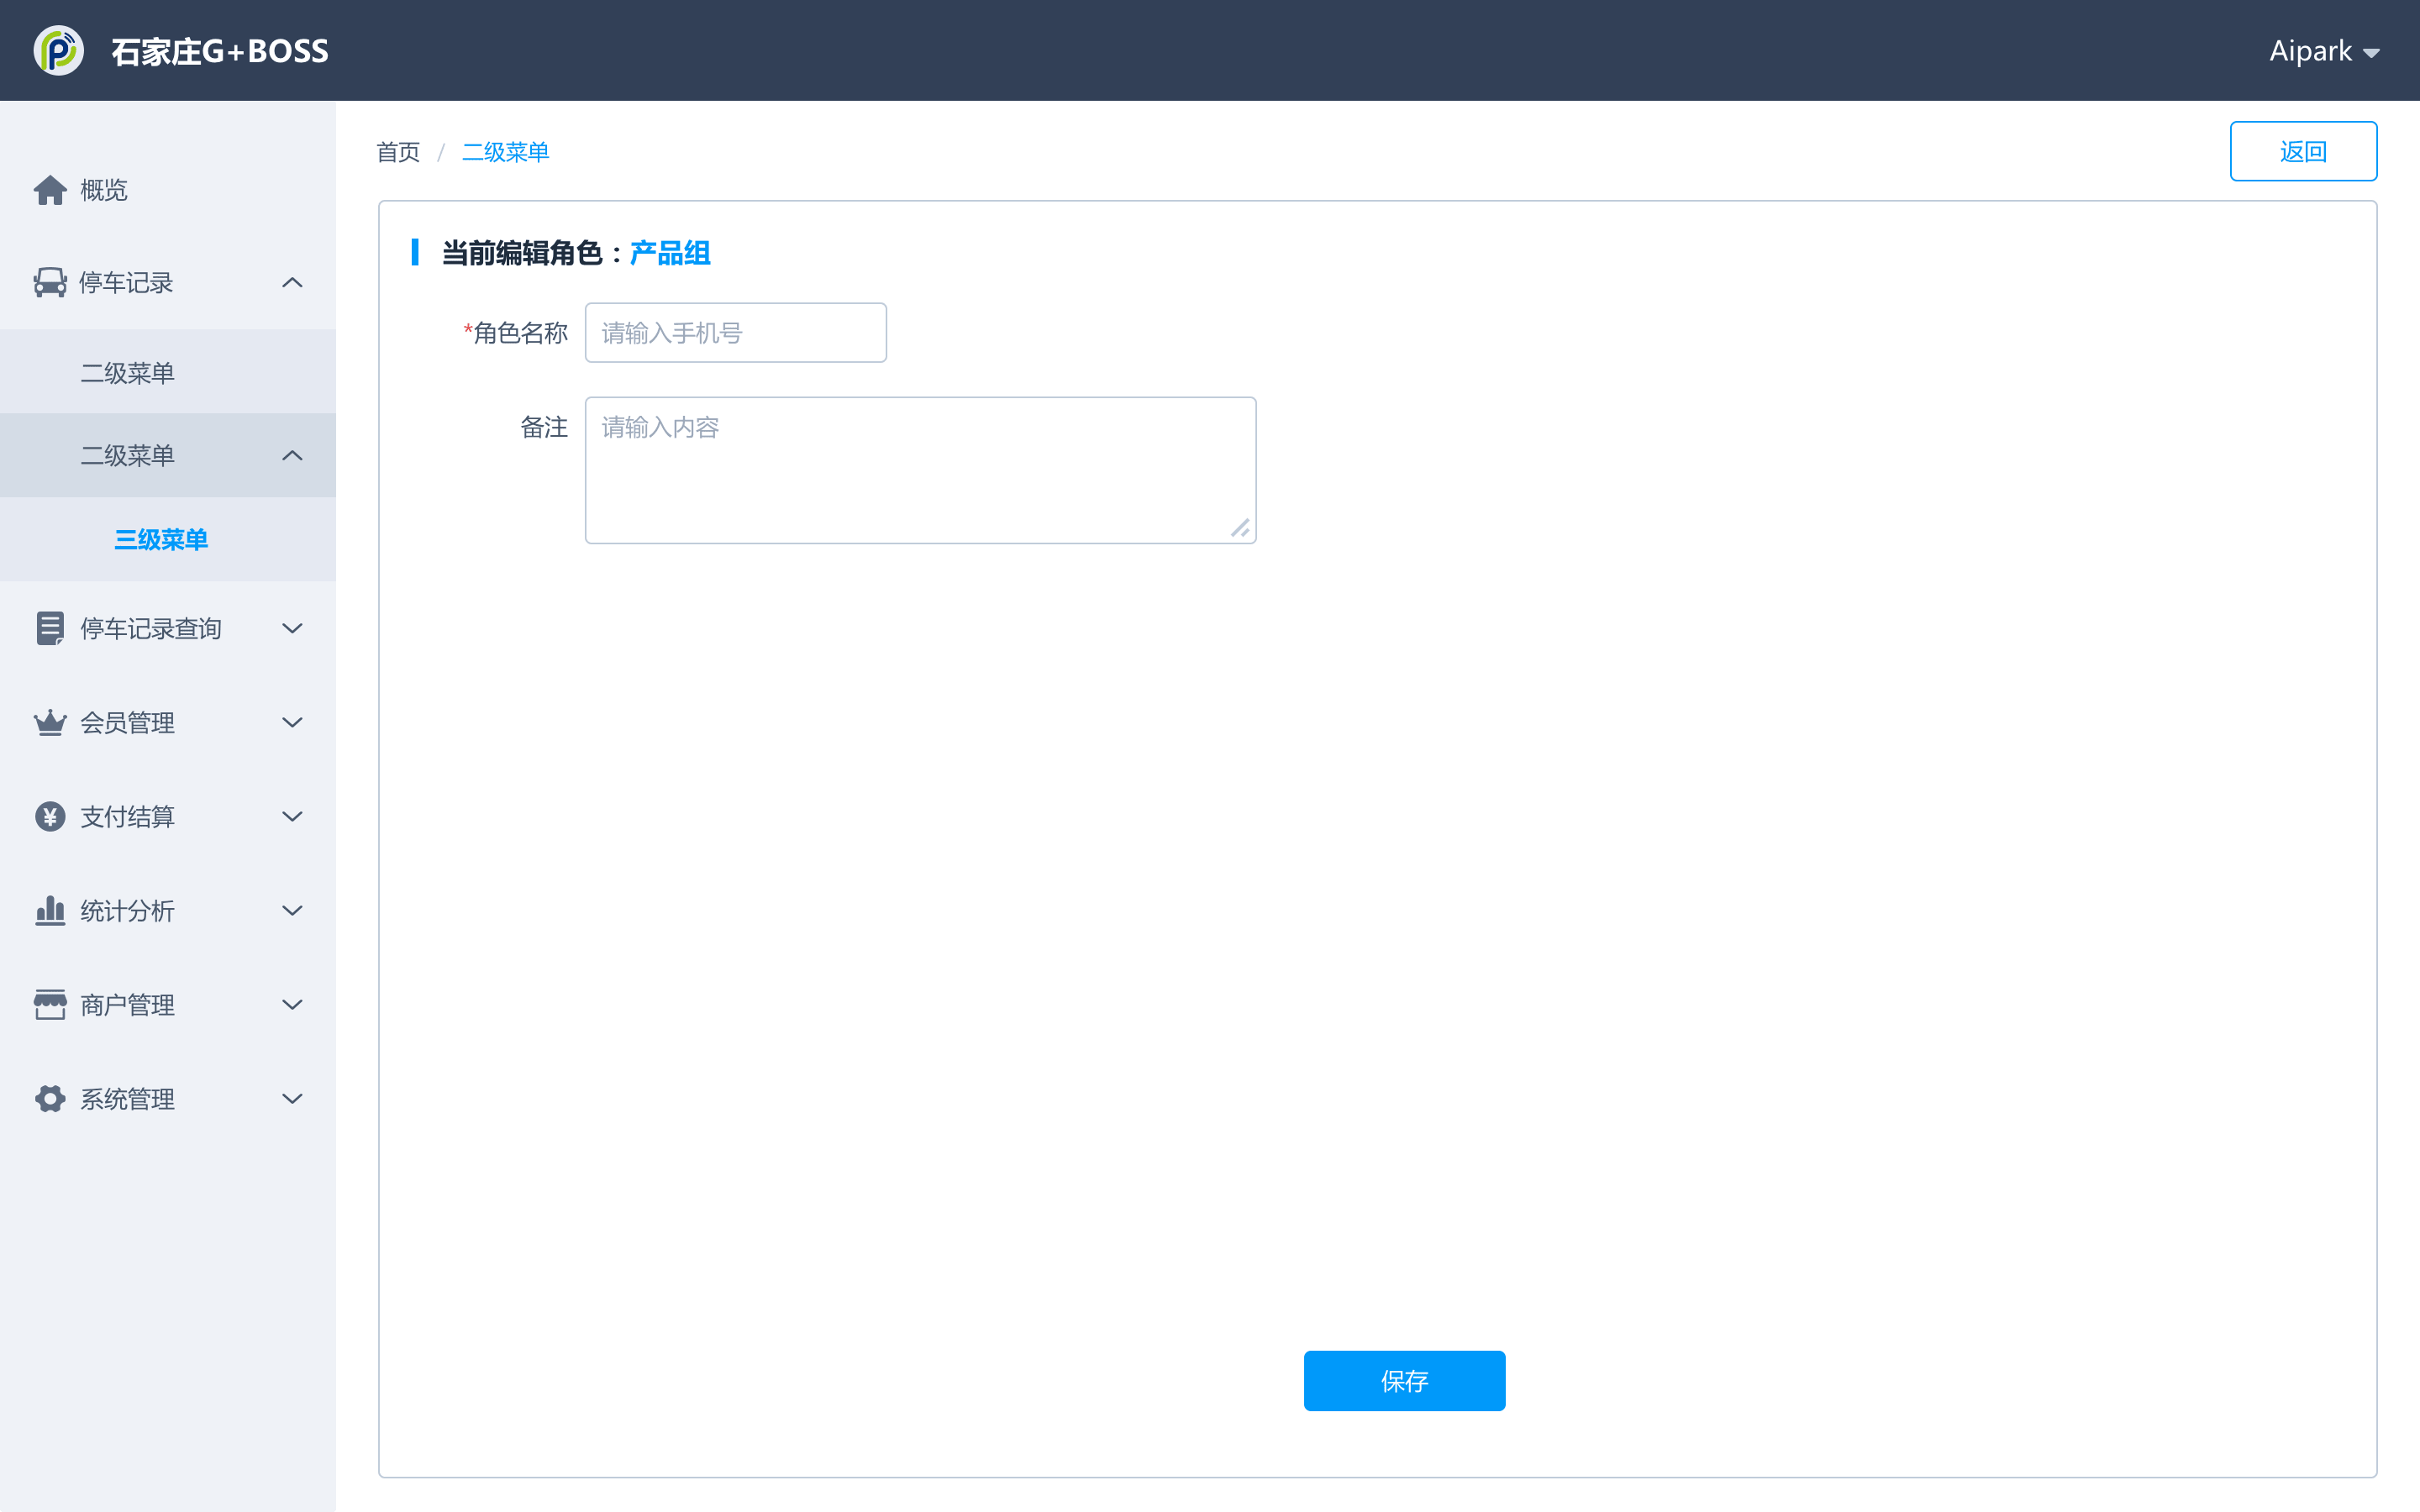 石家庄G+BOSS
Aipark
首页 / 二级菜单
返回
概览
停车记录
二级菜单
二级菜单
三级菜单
停车记录查询
会员管理
支付结算
统计分析
商户管理
系统管理
当前编辑角色：产品组
*角色名称 请输入手机号
备注 请输入内容
保存